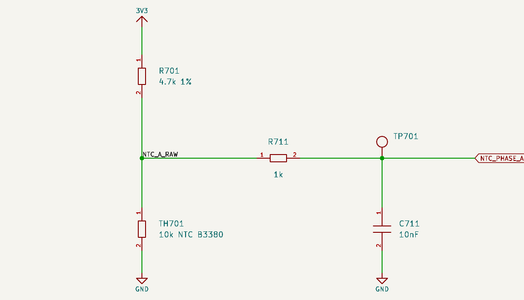 3V3
1
R701
4.7k 1%
2
NTC_A_RAW
R711
1
2
1k
TP701
NTC_PHASE_A
1
TH701
10k NTC B3380
2
GND
1
C711
10nF
2
GND